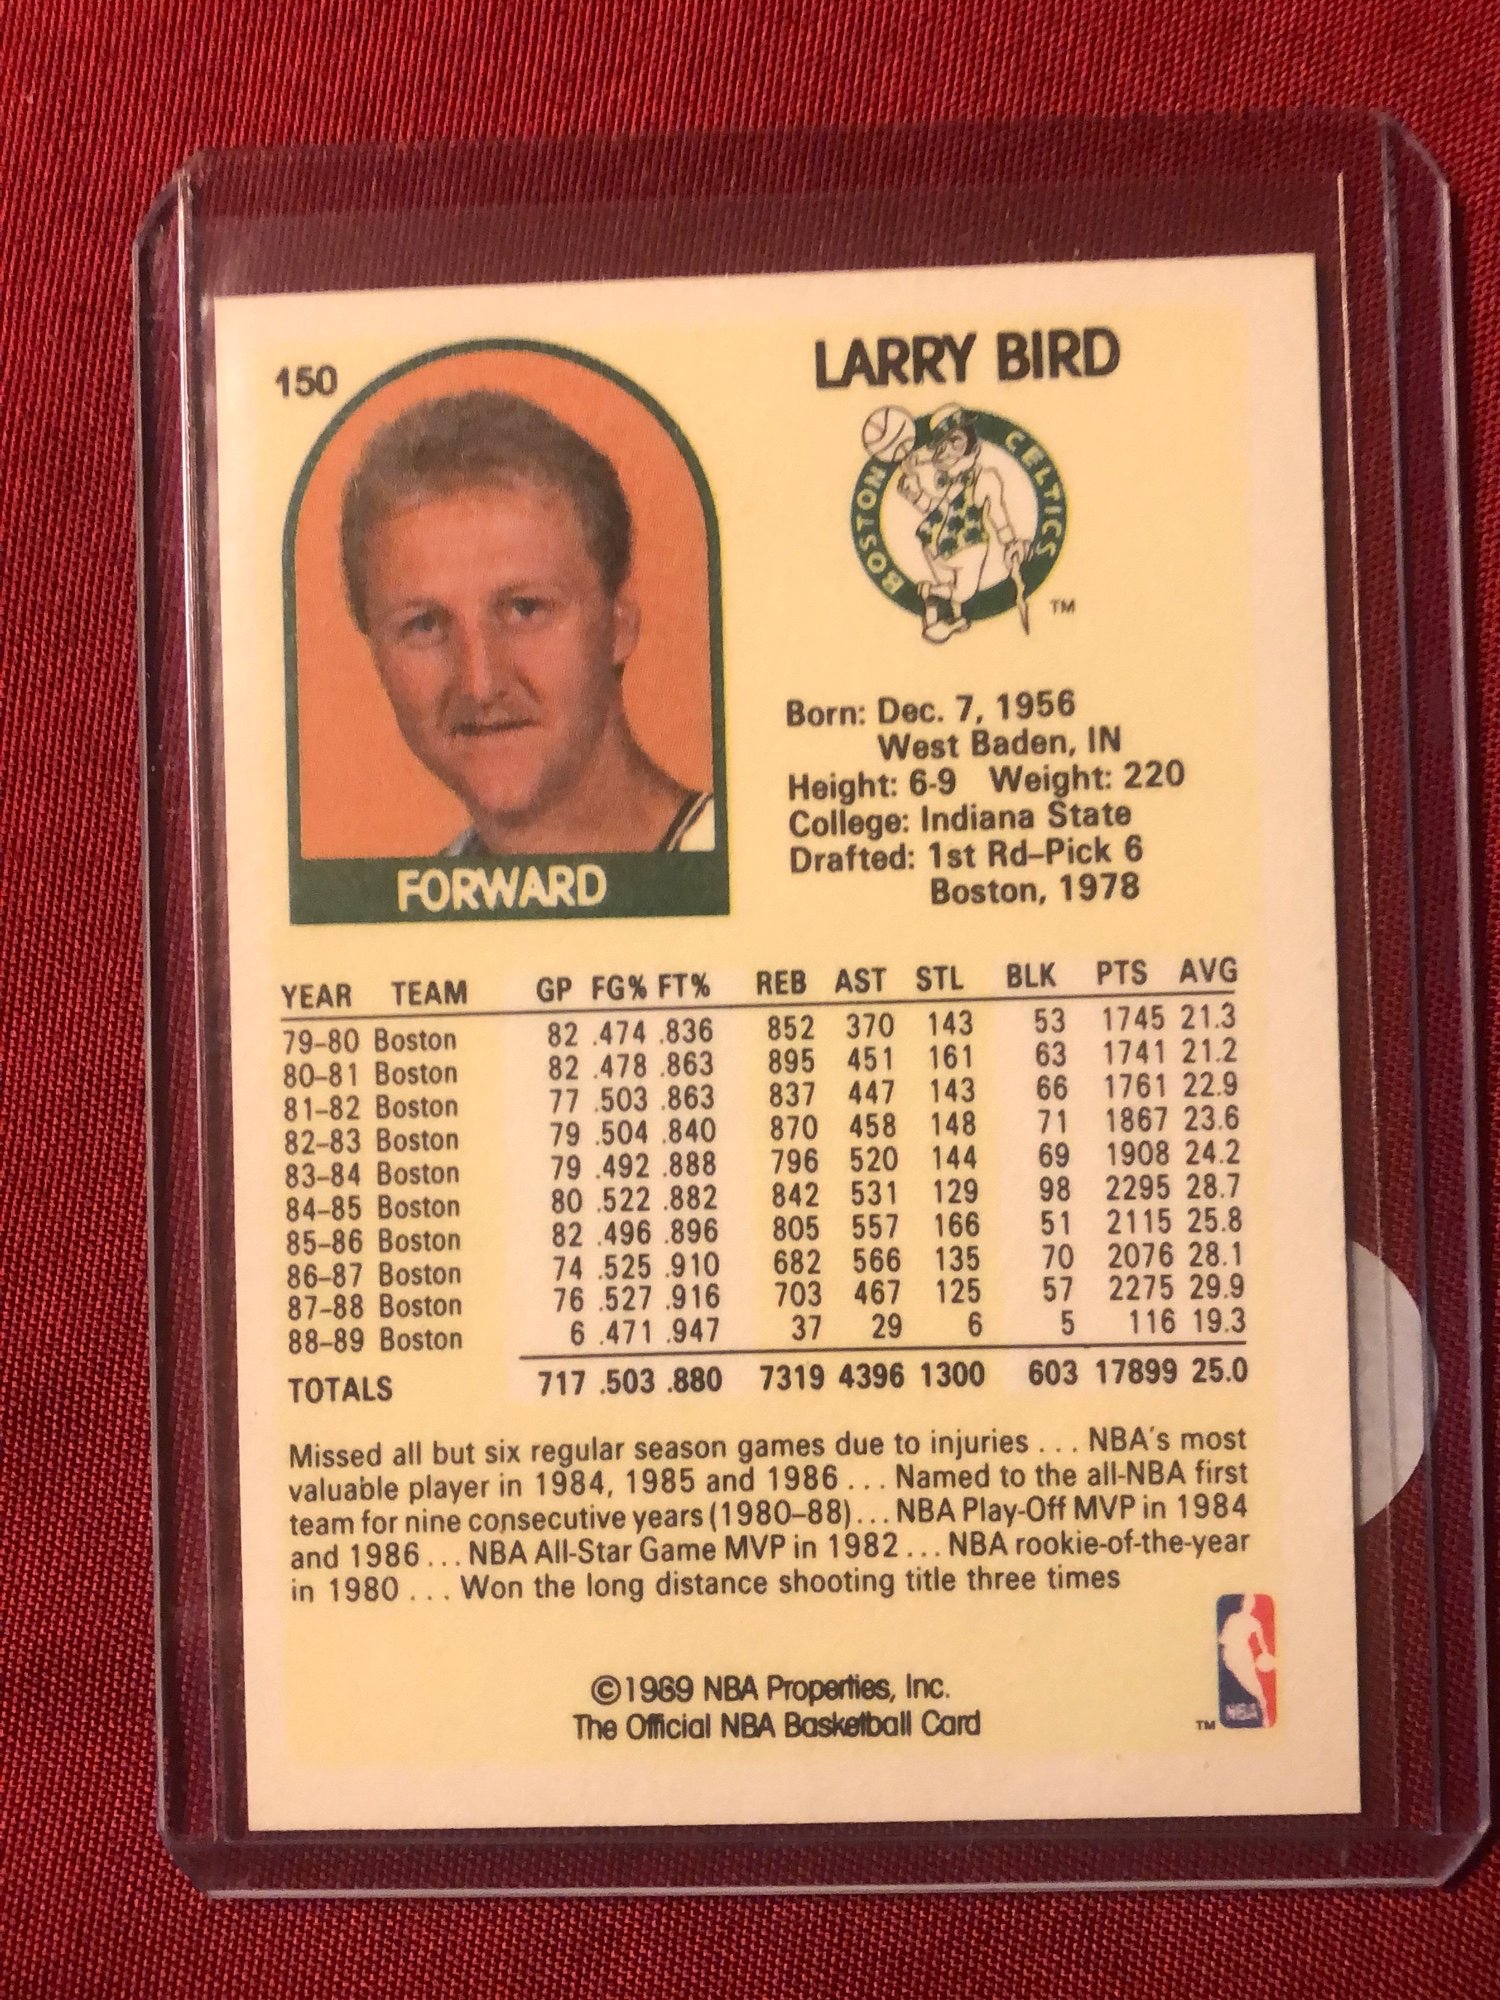 150
LARRY BIRD
BOSTON CELTICS
TM
FORWARD
Born: Dec. 7, 1956
West Baden, IN
Height: 6-9 Weight: 220
College: Indiana State
Drafted: 1st Rd–Pick 6
Boston, 1978
YEAR TEAM GP FG% FT% REB AST STL BLK PTS AVG
79–80 Boston 82 .474 .836 852 370 143 53 1745 21.3
80–81 Boston 82 .478 .863 895 451 161 63 1741 21.2
81–82 Boston 77 .503 .863 837 447 143 66 1761 22.9
82–83 Boston 79 .504 .840 870 458 148 71 1867 23.6
83–84 Boston 79 .492 .888 796 520 144 69 1908 24.2
84–85 Boston 80 .522 .882 842 531 129 98 2295 28.7
85–86 Boston 82 .496 .896 805 557 166 51 2115 25.8
86–87 Boston 74 .525 .910 682 566 135 70 2076 28.1
87–88 Boston 76 .527 .916 703 467 125 57 2275 29.9
88–89 Boston 6 .471 .947 37 29 6 5 116 19.3
TOTALS 717 .503 .880 7319 4396 1300 603 17899 25.0
Missed all but six regular season games due to injuries . . . NBA's most
valuable player in 1984, 1985 and 1986 . . . Named to the all-NBA first
team for nine consecutive years (1980–88) . . . NBA Play-Off MVP in 1984
and 1986 . . . NBA All-Star Game MVP in 1982 . . . NBA rookie-of-the-year
in 1980 . . . Won the long distance shooting title three times
©1989 NBA Properties, Inc.
The Official NBA Basketball Card
TM NBA